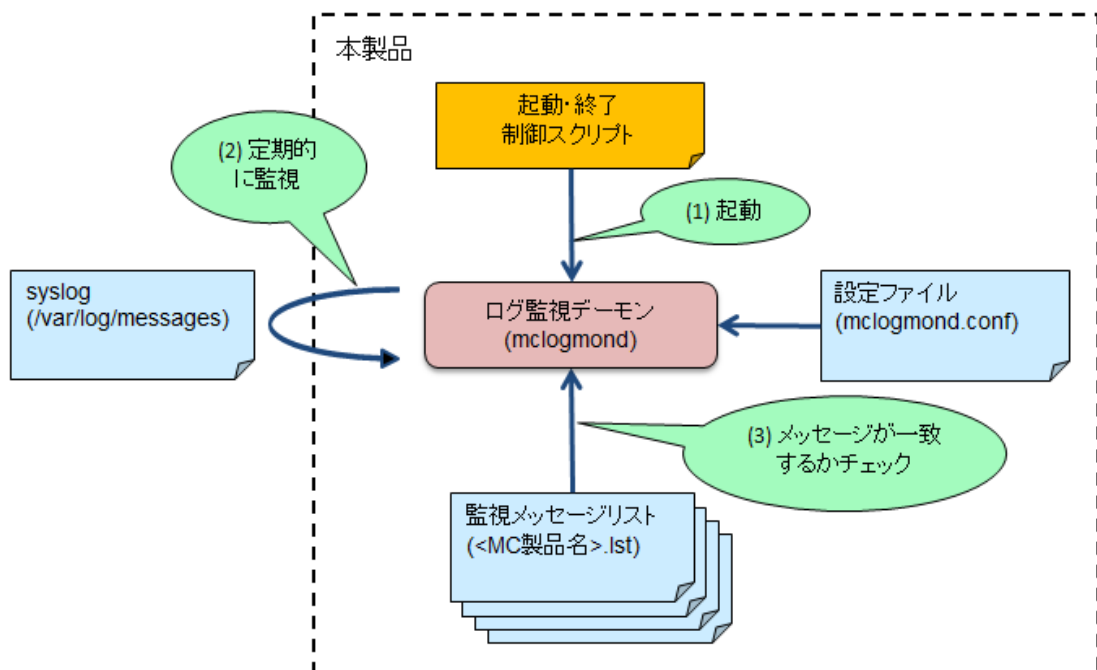 本製品
起動・終了
制御スクリプト
(2) 定期的
に監視
(1) 起動
syslog
(/var/log/messages)
ログ監視デーモン
(mclogmond)
設定ファイル
(mclogmond.conf)
(3) メッセージが一致
するかチェック
監視メッセージリスト
(<MC製品名>.lst)